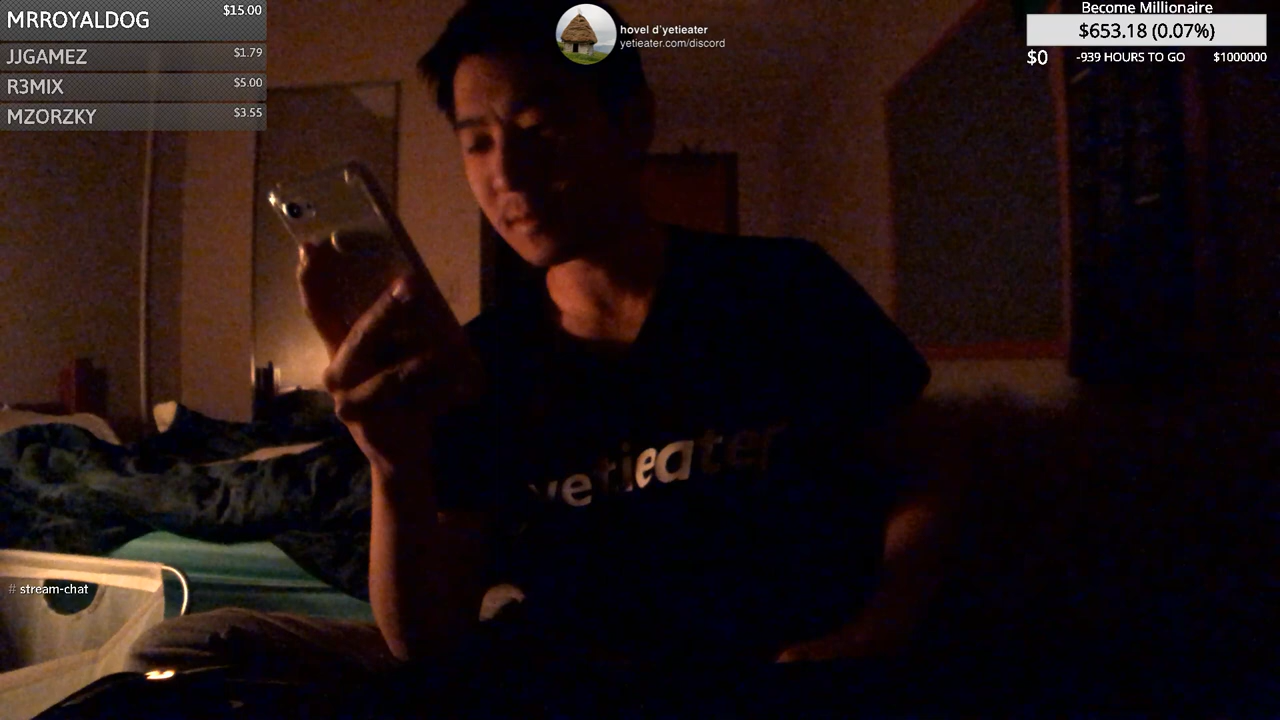 MRROYALDOG $15.00
JJGAMEZ $1.79
R3MIX $5.00
MZORZKY $3.55
hovel d'yetieater
yetieater.com/discord
Become Millionaire
$653.18 (0.07%)
$0 -939 HOURS TO GO $1000000
yetieater
# stream-chat